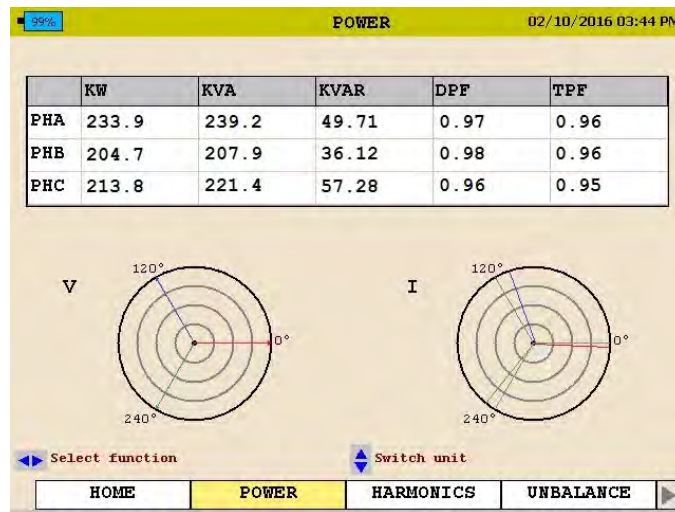 99% POWER 02/10/2016 03:44 PM
KW KVA KVAR DPF TPF
PHA 233.9 239.2 49.71 0.97 0.96
PHB 204.7 207.9 36.12 0.98 0.96
PHC 213.8 221.4 57.28 0.96 0.95
120° 120°
V I
0° 0°
240° 240°
Select function Switch unit
HOME POWER HARMONICS UNBALANCE